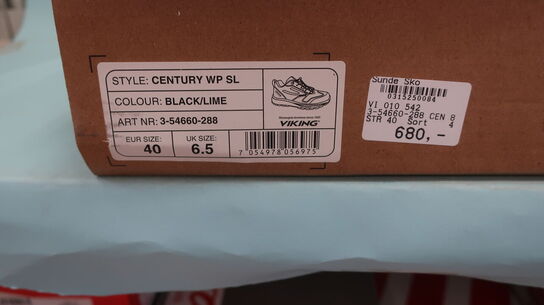 STYLE: CENTURY WP SL
COLOUR: BLACK/LIME
ART NR: 3-54660-288
EUR SIZE:
40
UK SIZE:
6.5
VIKING
7 054978 056975
Sunde Sko
0315250084
VI 010 542
3-54660-288 CEN 8
STR 40 Sort 4
680,-